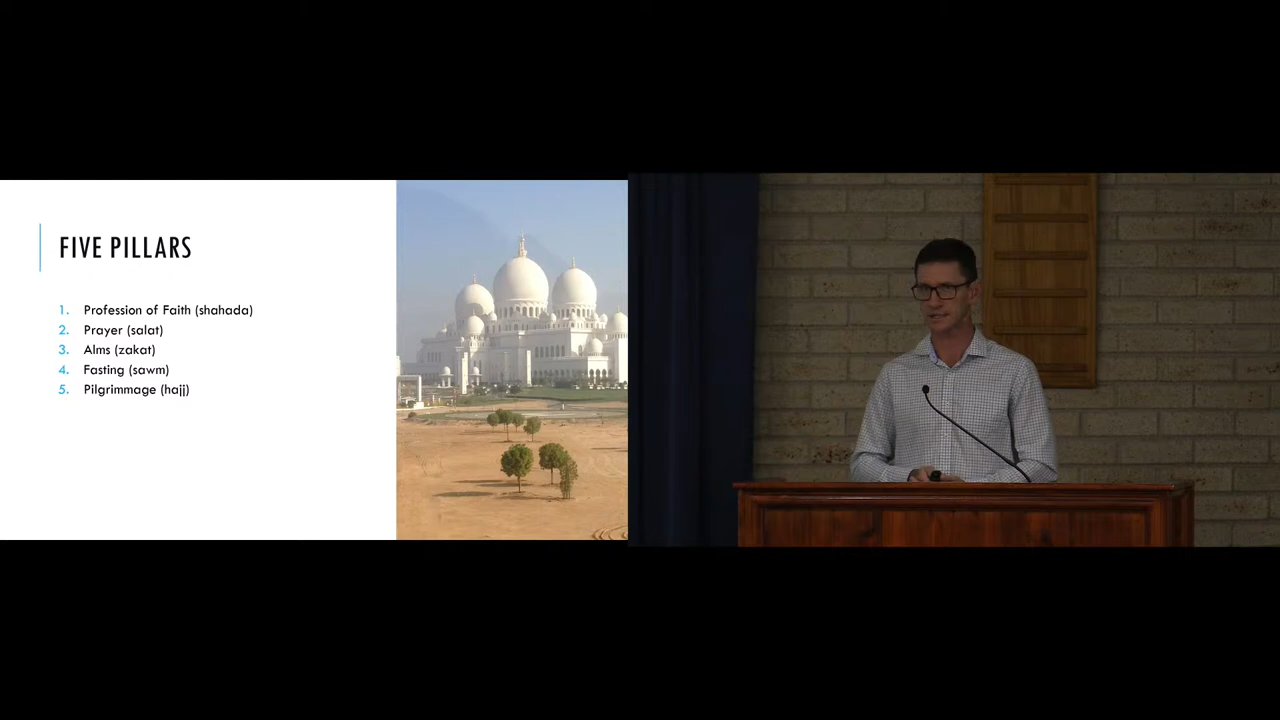 FIVE PILLARS
1. Profession of Faith (shahada)
2. Prayer (salat)
3. Alms (zakat)
4. Fasting (sawm)
5. Pilgrimmage (hajj)